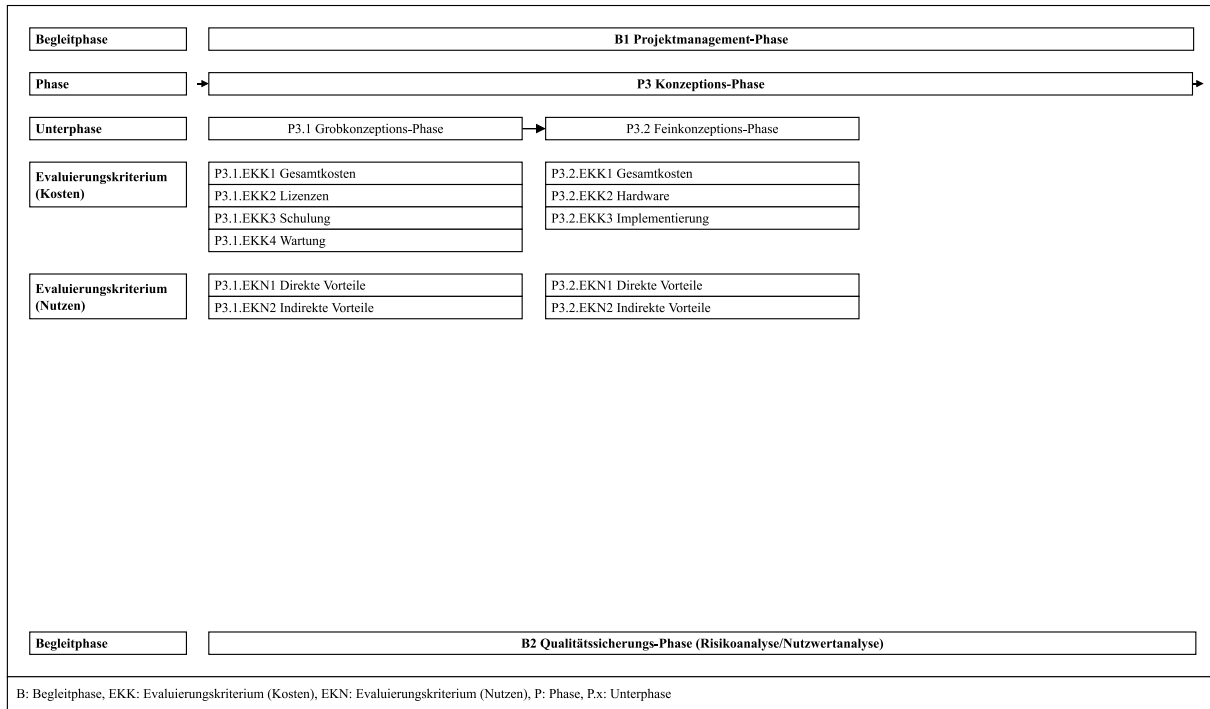 Begleitphase
B1 Projektmanagement-Phase
Phase
P3 Konzeptions-Phase
Unterphase
P3.1 Grobkonzeptions-Phase
P3.2 Feinkonzeptions-Phase
Evaluierungskriterium
(Kosten)
P3.1.EKK1 Gesamtkosten
P3.1.EKK2 Lizenzen
P3.1.EKK3 Schulung
P3.1.EKK4 Wartung
P3.2.EKK1 Gesamtkosten
P3.2.EKK2 Hardware
P3.2.EKK3 Implementierung
Evaluierungskriterium
(Nutzen)
P3.1.EKN1 Direkte Vorteile
P3.1.EKN2 Indirekte Vorteile
P3.2.EKN1 Direkte Vorteile
P3.2.EKN2 Indirekte Vorteile
Begleitphase
B2 Qualitätssicherungs-Phase (Risikoanalyse/Nutzwertanalyse)
B: Begleitphase, EKK: Evaluierungskriterium (Kosten), EKN: Evaluierungskriterium (Nutzen), P: Phase, P.x: Unterphase